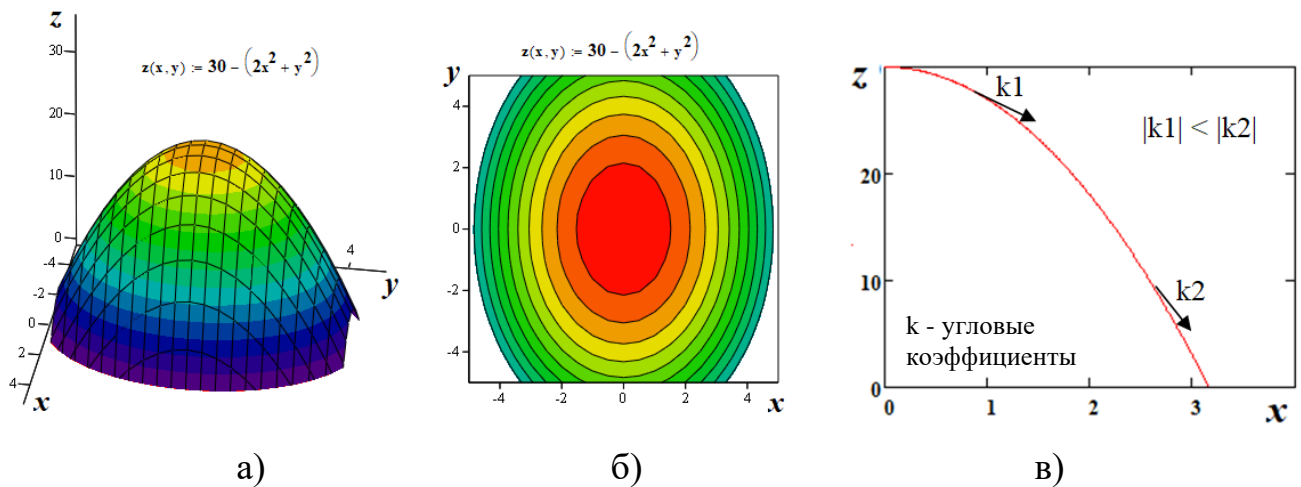 z
30
20
10
0
-4
-2
0
2
4
x
4
y
z(x,y) := 30 − (2x² + y²)
а)
z(x,y) := 30 − (2x² + y²)
y
4
2
0
-2
-4
-4
-2
0
2
x
б)
z
20
10
0
0
1
2
3
x
k1
|k1| < |k2|
k2
k - угловые
коэффициенты
в)